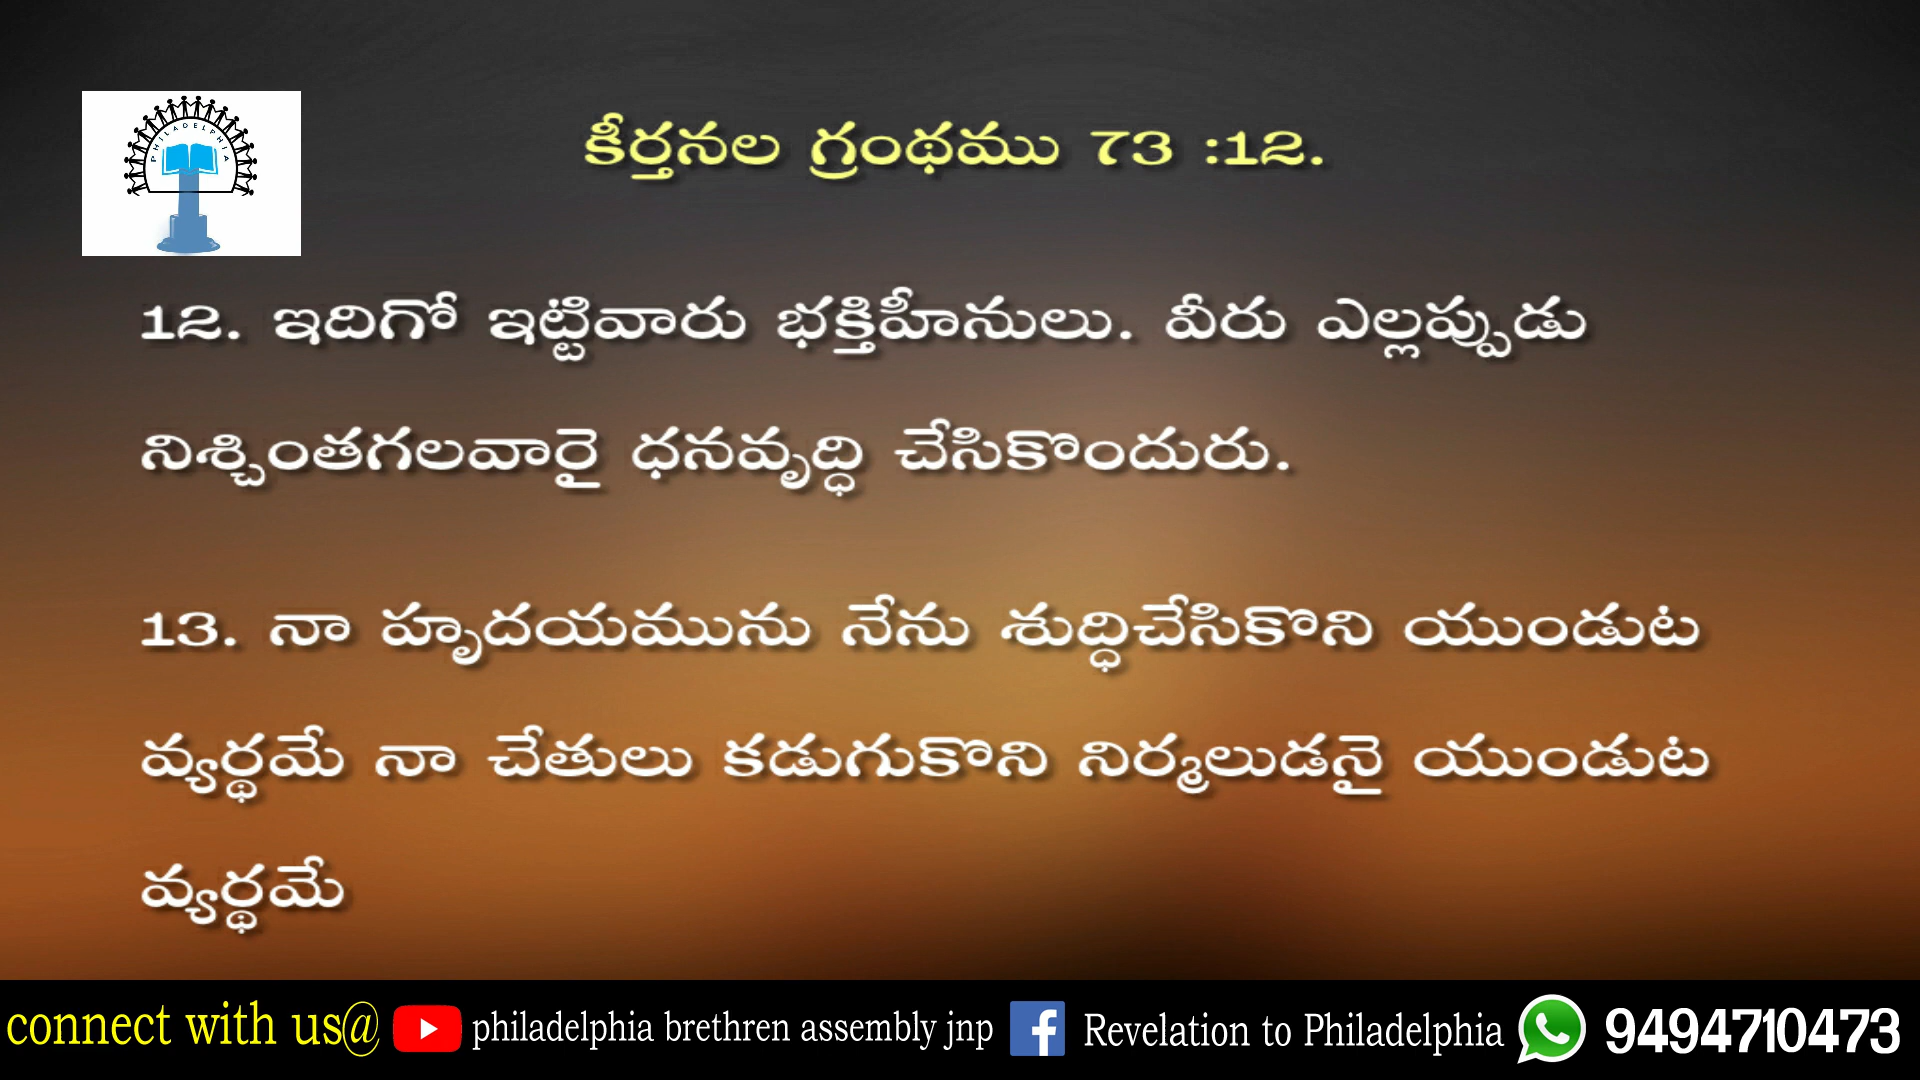 PHILADELPHIA
కీర్తనల గ్రంథము 73 :12.
12. ఇదిగో ఇట్టివారు భక్తిహీనులు. వీరు ఎల్లప్పుడు
నిశ్చింతగలవారై ధనవృద్ధి చేసికొందురు.
13. నా హృదయమును నేను శుద్ధిచేసికొని యుండుట
వ్యర్థమే నా చేతులు కడుగుకొని నిర్మలుడనై యుండుట
వ్యర్థమే
connect with us@ philadelphia brethren assembly jnp Revelation to Philadelphia 9494710473